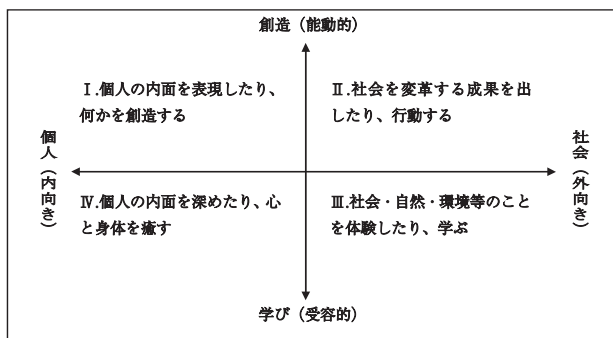 創造（能動的）
Ⅰ.個人の内面を表現したり、
何かを創造する
Ⅱ.社会を変革する成果を出
したり、行動する
個人（内向き）
社会（外向き）
Ⅳ.個人の内面を深めたり、心
と身体を癒す
Ⅲ.社会・自然・環境等のこと
を体験したり、学ぶ
学び（受容的）